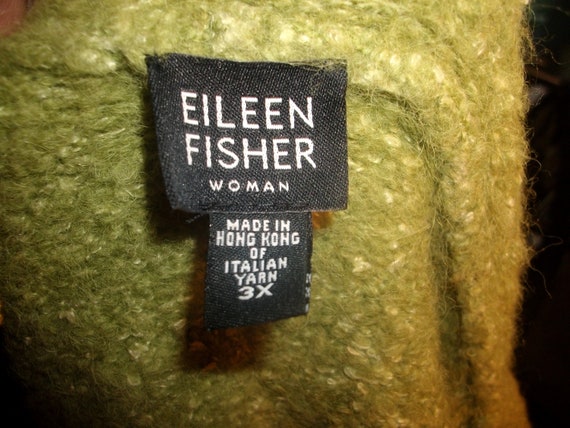 EILEEN
FISHER
WOMAN
MADE IN
HONG KONG
OF
ITALIAN
YARN
3X